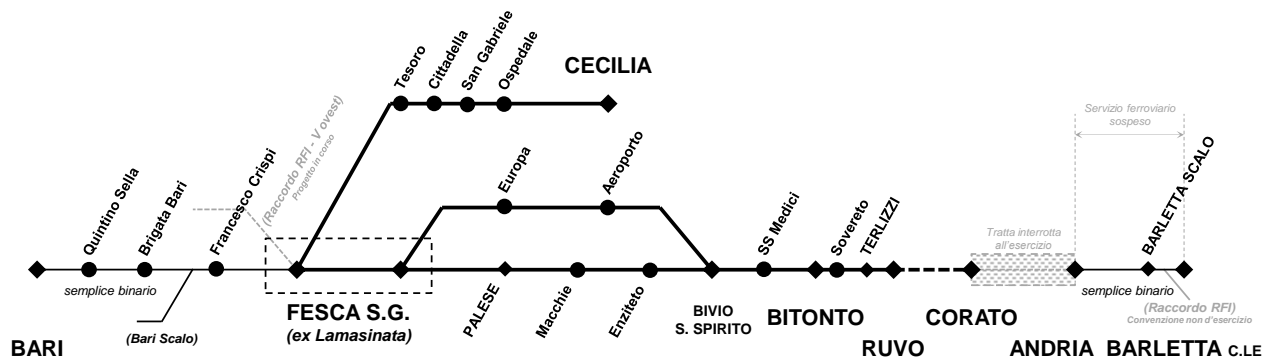 Tesoro
Cittadella
San Gabriele
Ospedale
CECILIA
(Raccordo RFI - V ovest)
Progetto in corso
Servizio ferroviario
sospeso
Quintino Sella
Brigata Bari
Francesco Crispi
Europa
Aeroporto
SS Medici
Sovereto
TERLIZZI
Tratta interrotta
all'esercizio
BARLETTA SCALO
semplice binario
(Bari Scalo)
FESCA S.G.
(ex Lamasinata)
PALESE
Macchie
Enziteto
BIVIO
S. SPIRITO
BITONTO
CORATO
semplice binario
(Raccordo RFI)
Convenzione non d'esercizio
BARI
RUVO
ANDRIA
BARLETTA C.LE